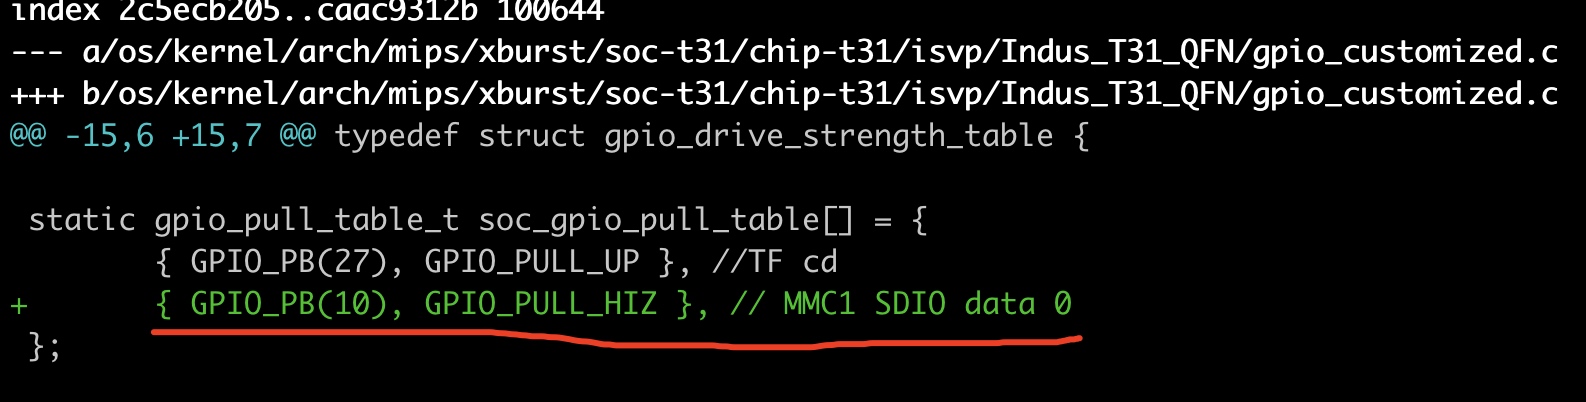 index 2c5ecb205..caac9312b 100644
--- a/os/kernel/arch/mips/xburst/soc-t31/chip-t31/isvp/Indus_T31_QFN/gpio_customized.c
+++ b/os/kernel/arch/mips/xburst/soc-t31/chip-t31/isvp/Indus_T31_QFN/gpio_customized.c
@@ -15,6 +15,7 @@ typedef struct gpio_drive_strength_table {
static gpio_pull_table_t soc_gpio_pull_table[] = {
{ GPIO_PB(27), GPIO_PULL_UP }, //TF cd
+ { GPIO_PB(10), GPIO_PULL_HIZ }, // MMC1 SDIO data 0
};